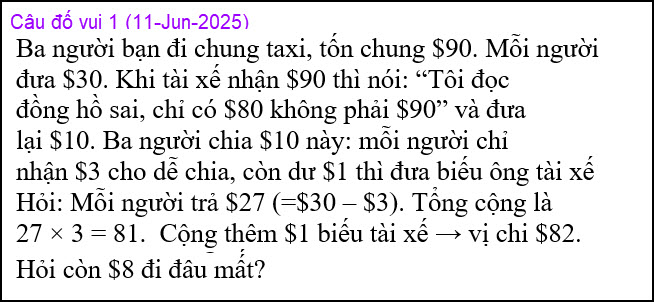 Câu đố vui 1 (11-Jun-2025)
Ba người bạn đi chung taxi, tốn chung $90. Mỗi người
đưa $30. Khi tài xế nhận $90 thì nói: “Tôi đọc
đồng hồ sai, chỉ có $80 không phải $90” và đưa
lại $10. Ba người chia $10 này: mỗi người chỉ
nhận $3 cho dễ chia, còn dư $1 thì đưa biếu ông tài xế
Hỏi: Mỗi người trả $27 (=$30 – $3). Tổng cộng là
27 × 3 = 81.  Cộng thêm $1 biếu tài xế → vị chi $82.
Hỏi còn $8 đi đâu mất?